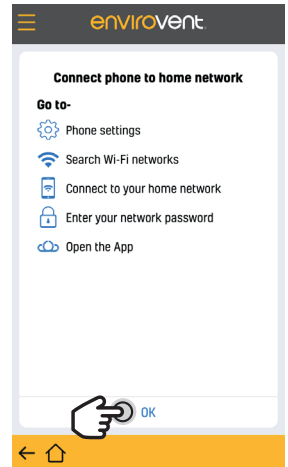 envirovent
Connect phone to home network
Go to-
Phone settings
Search Wi-Fi networks
Connect to your home network
Enter your network password
Open the App
OK